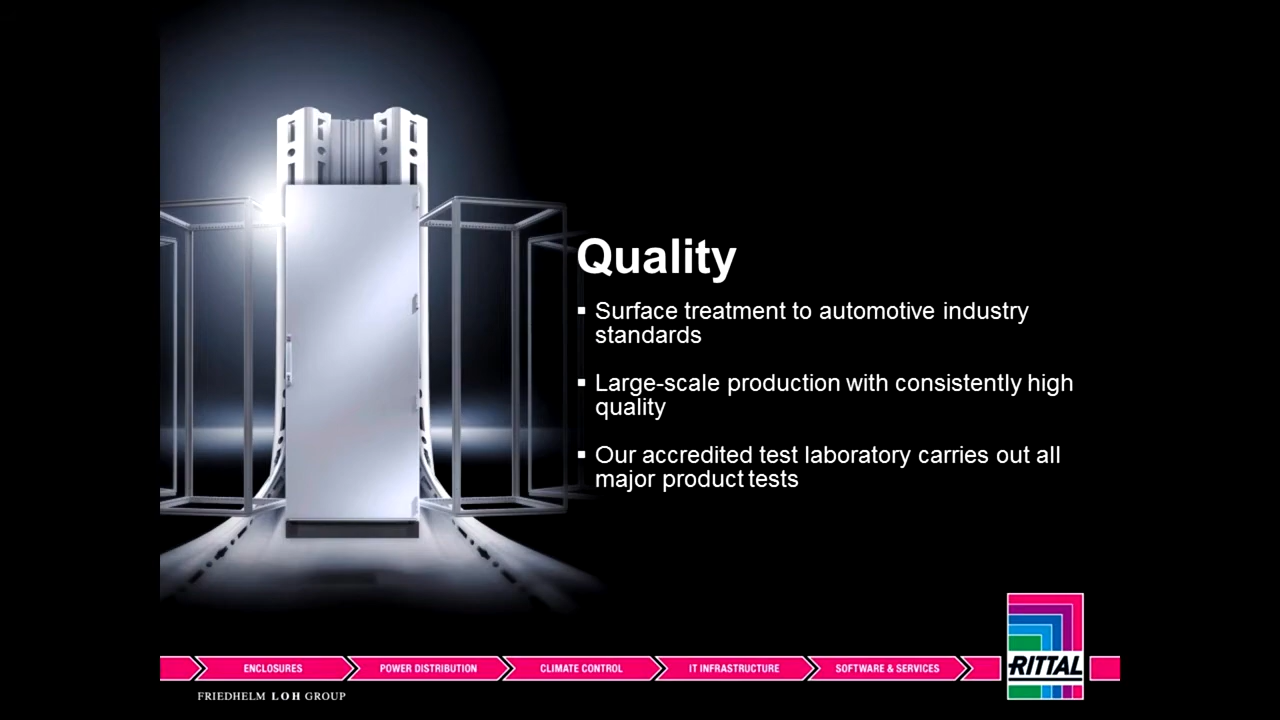 Quality
▪ Surface treatment to automotive industry
standards
▪ Large-scale production with consistently high
quality
▪ Our accredited test laboratory carries out all
major product tests
ENCLOSURES
POWER DISTRIBUTION
CLIMATE CONTROL
IT INFRASTRUCTURE
SOFTWARE & SERVICES
RITTAL
FRIEDHELM LOH GROUP